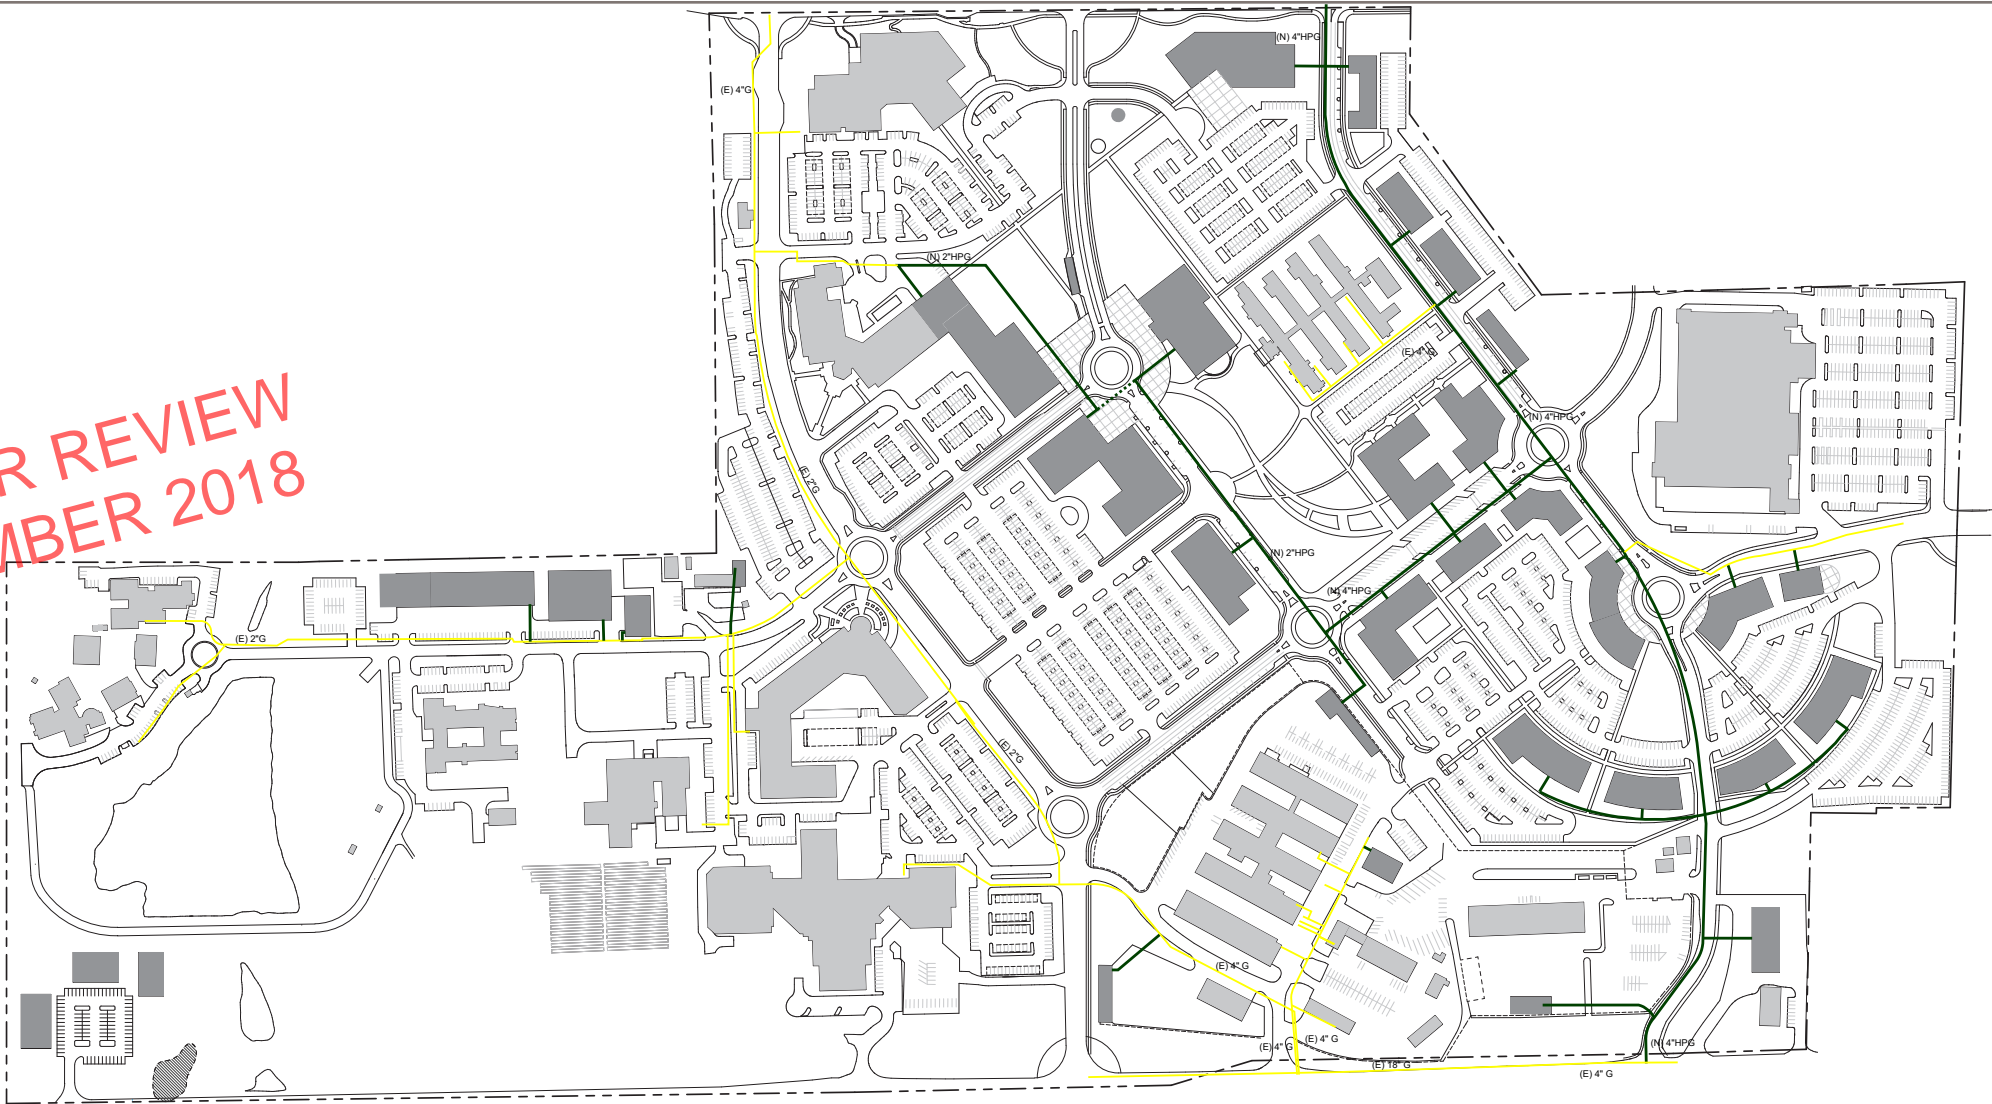 (N) 4"HPG
(E) 4"G
(N) 2"HPG
(E) 4" G
R REVIEW
(N) 4"HPG
MBER 2018
(E) 2"G
(N) 2"HPG
(N) 4"HPG
(E) 2"G
(E) 2"G
(E) 4" G
(E) 4" G
(E) 4" G
(N) 4"HPG
(E) 18" G
(E) 4" G